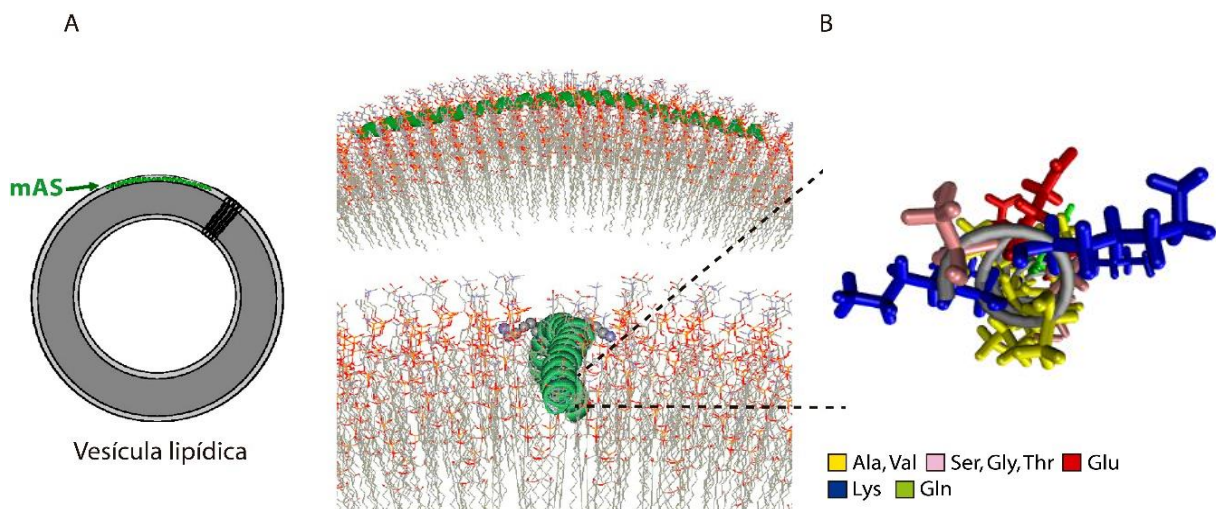 A
B
mAS
Vesícula lipídica
Ala, Val Ser, Gly, Thr Glu
Lys Gln